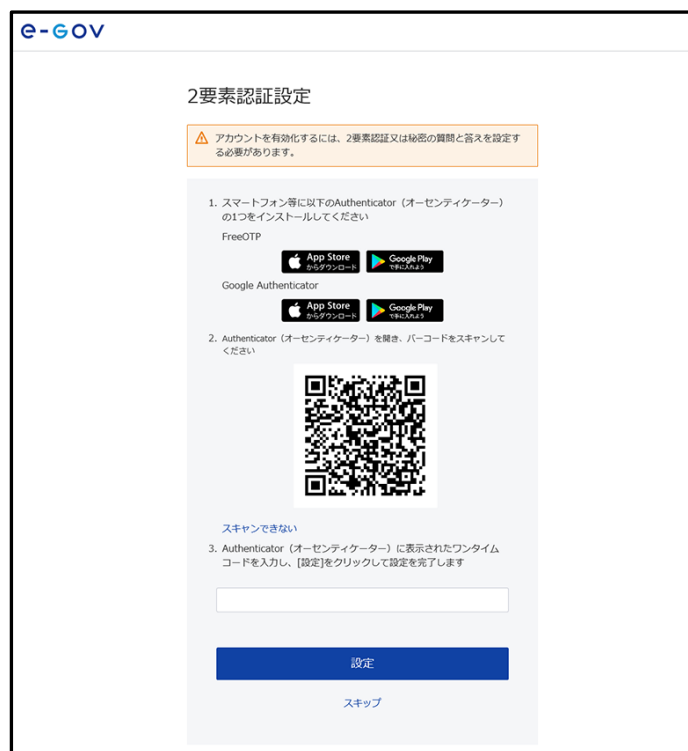 e-GOV
2要素認証設定
アカウントを有効化するには、2要素認証又は秘密の質問と答えを設定す
る必要があります。
1. スマートフォン等に以下のAuthenticator（オーセンティケーター）
の1つをインストールしてください
FreeOTP
App Store
からダウンロード
Google Play
で手に入れよう
Google Authenticator
App Store
からダウンロード
Google Play
で手に入れよう
2. Authenticator（オーセンティケーター）を開き、バーコードをスキャンして
ください
スキャンできない
3. Authenticator（オーセンティケーター）に表示されたワンタイム
コードを入力し、[設定]をクリックして設定を完了します
設定
スキップ